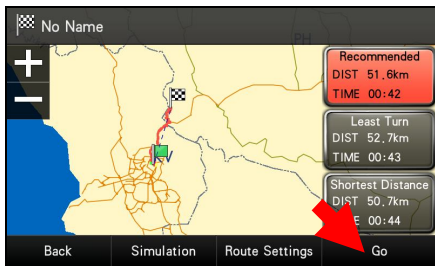 No Name
PH
Recommended
DIST 51.6km
TIME 00:42
Least Turn
DIST 52.7km
TIME 00:43
Shortest Distance
DIST 50.7km
00:44
Back
Simulation
Route Settings
Go